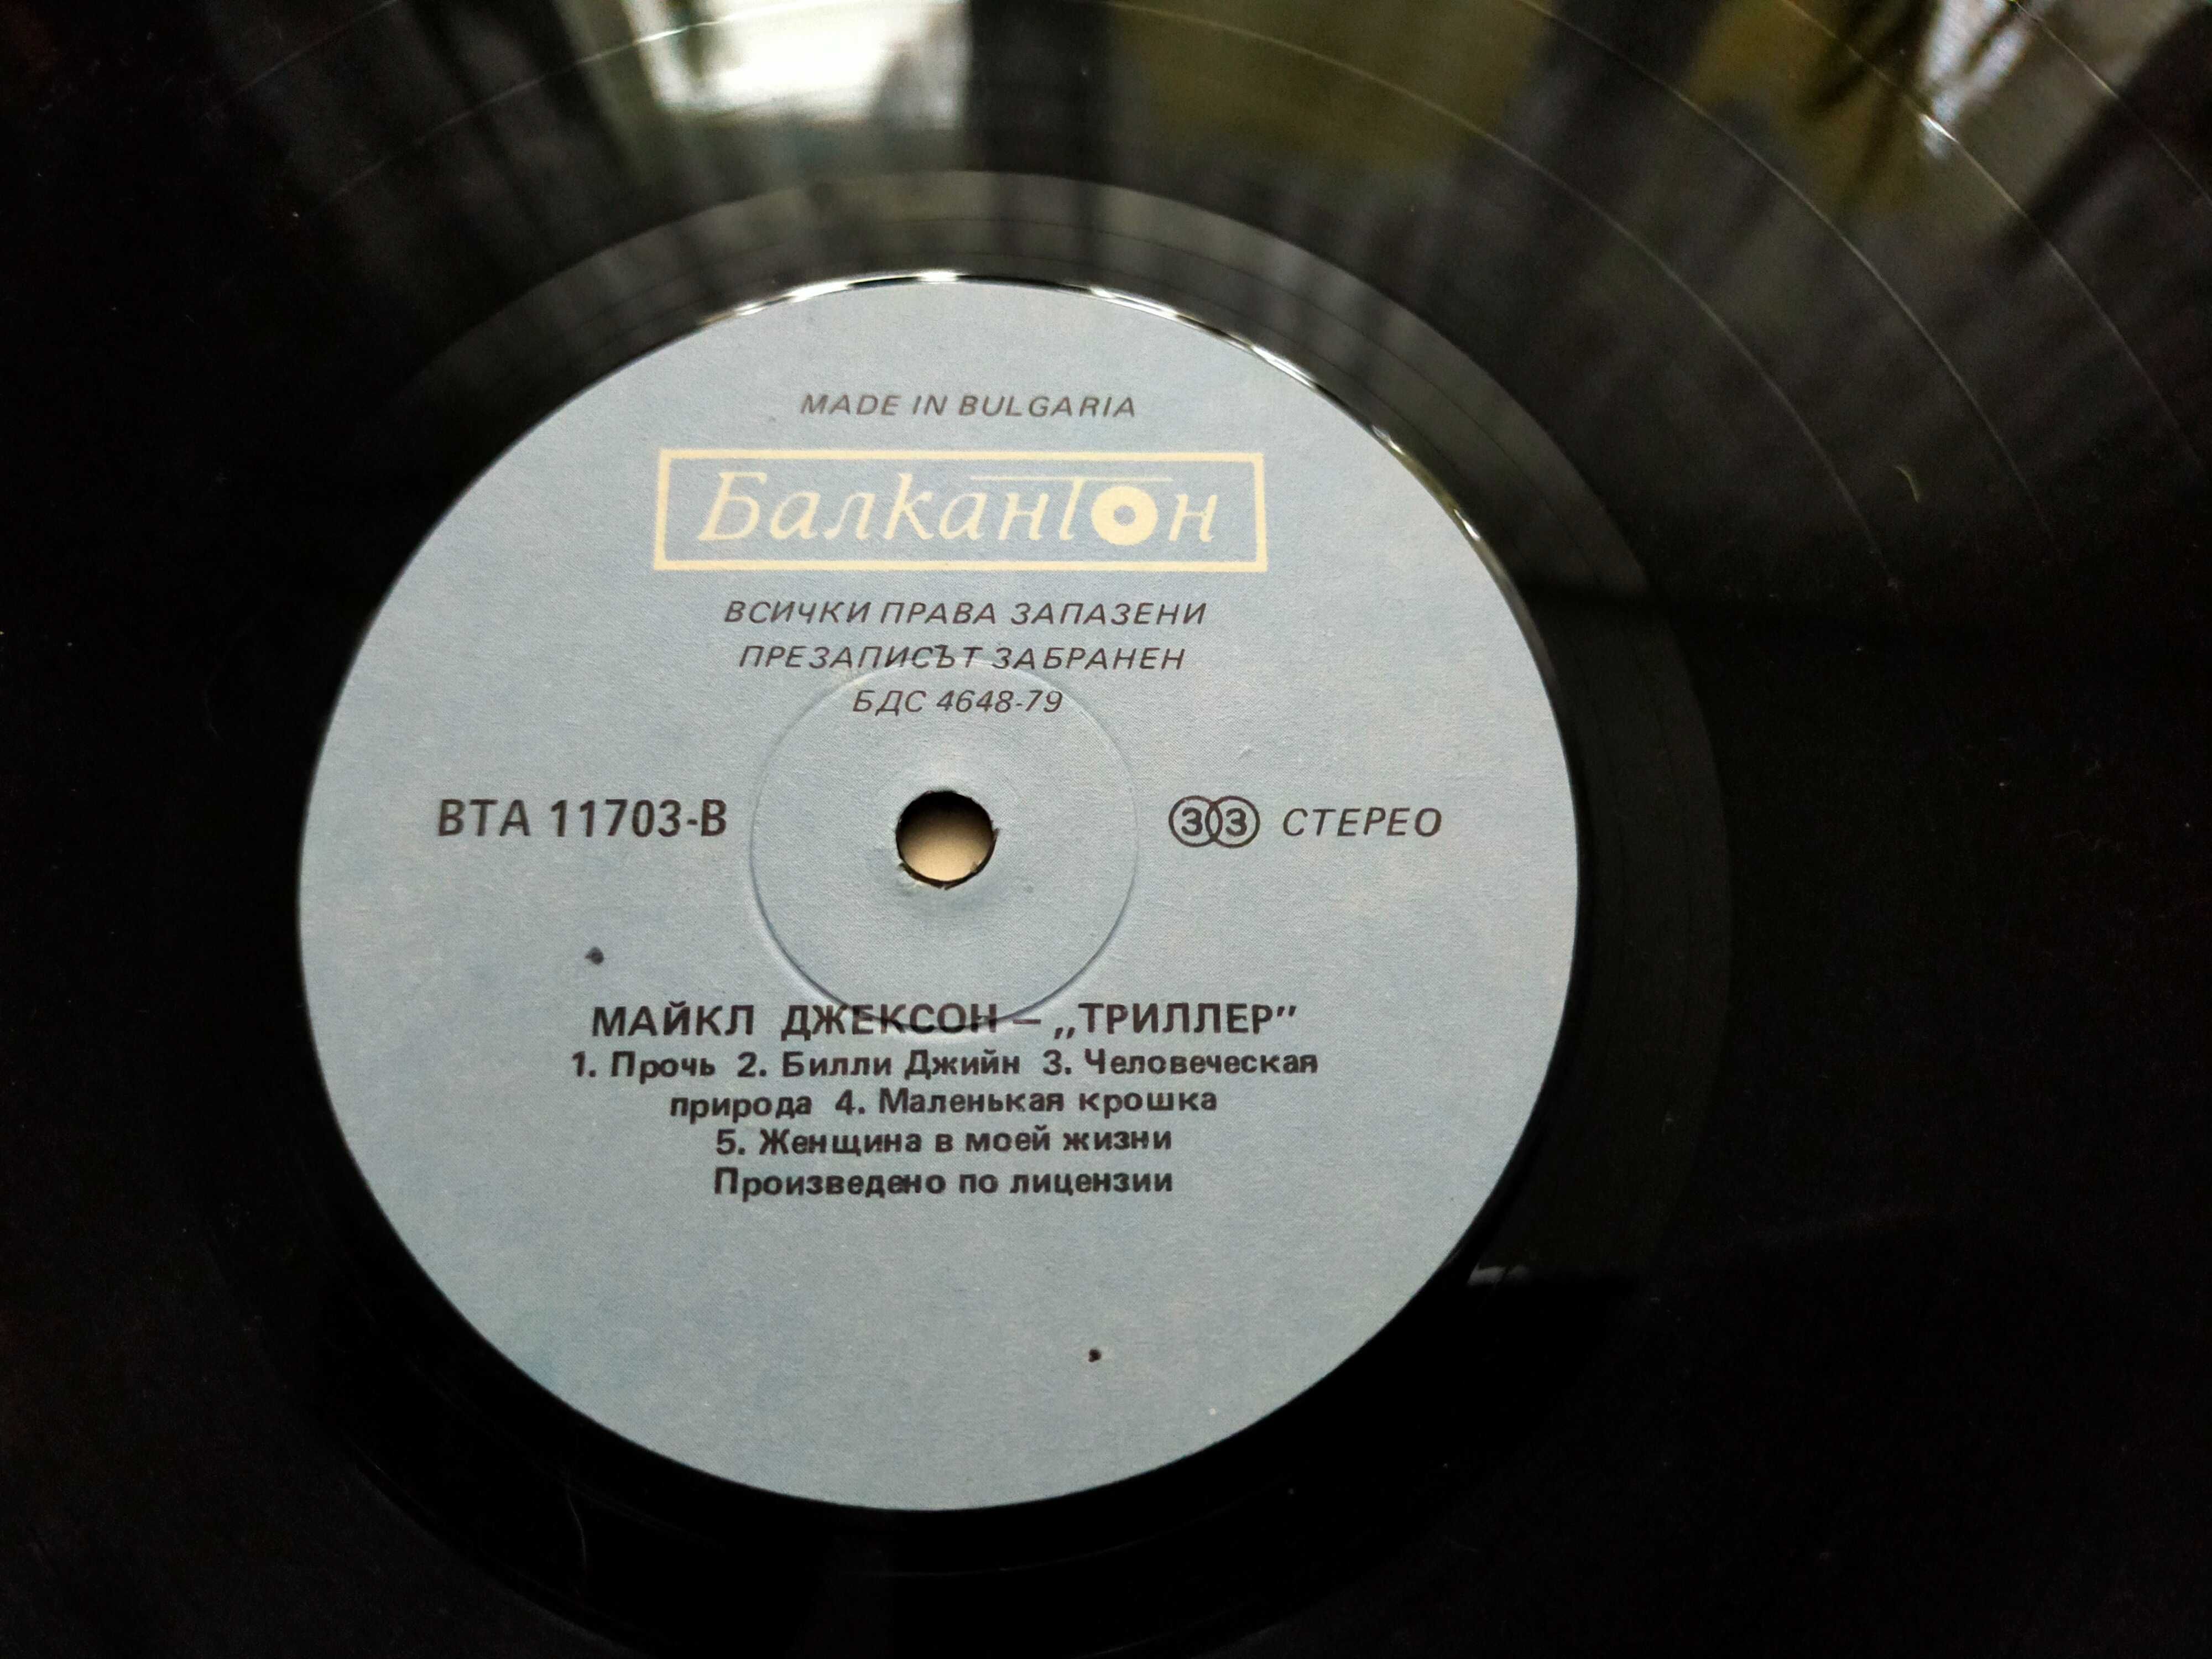 MADE IN BULGARIA
Балкантон
ВСИЧКИ ПРАВА ЗАПАЗЕНИ
ПРЕЗАПИСЪТ ЗАБРАНЕН
БДС 4648-79
ВТА 11703-В
33 СТЕРЕО
МАЙКЛ ДЖЕКСОН – „ТРИЛЛЕР”
1. Прочь 2. Билли Джийн 3. Человеческая
природа 4. Маленькая крошка
5. Женщина в моей жизни
Произведено по лицензии